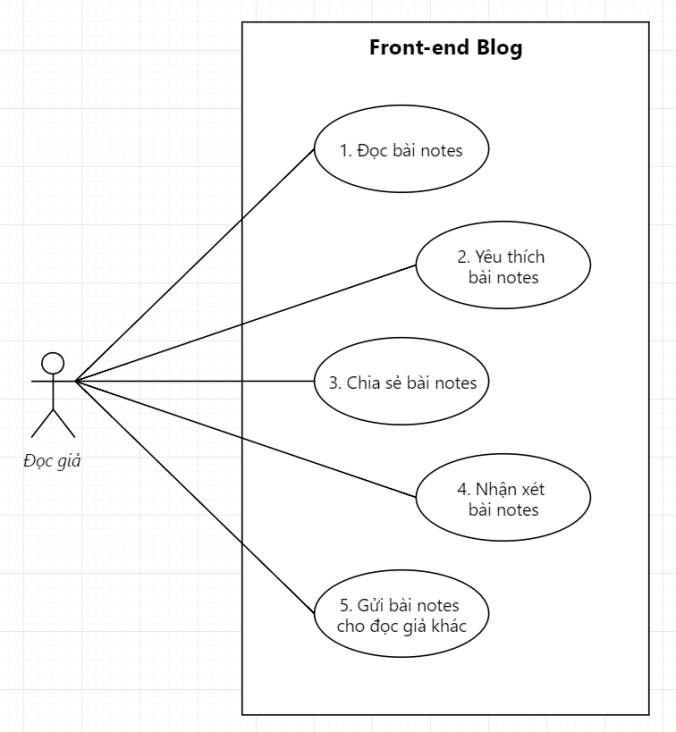 Front-end Blog
1. Đọc bài notes
2. Yêu thích
bài notes
3. Chia sẻ bài notes
4. Nhận xét
bài notes
Đọc giả
5. Gửi bài notes
cho đọc giả khác